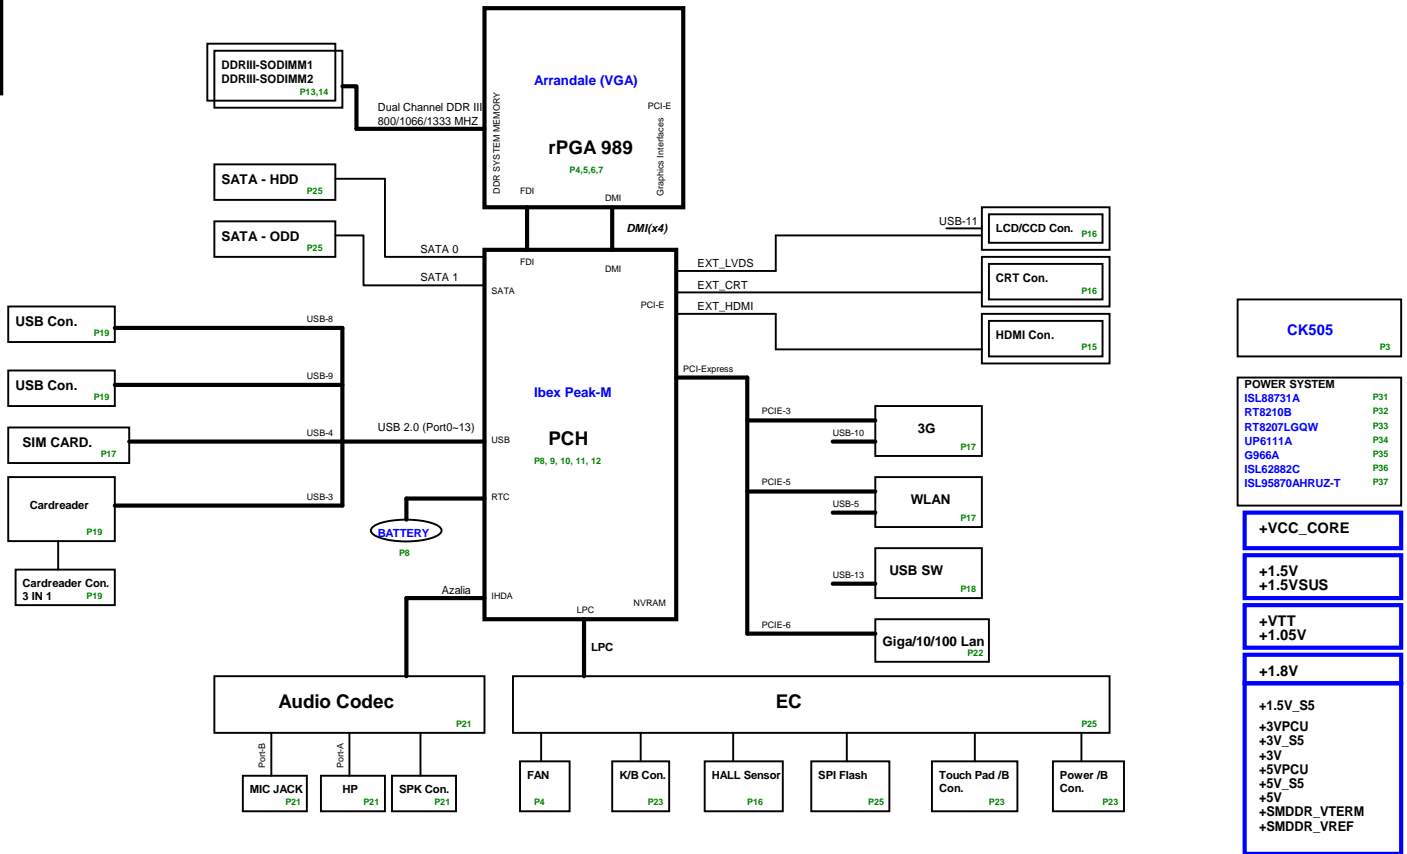 DDRIII-SODIMM1
DDRIII-SODIMM2
P13,14
Dual Channel DDR III
800/1066/1333 MHZ
Arrandale (VGA)
PCI-E
rPGA 989
P4,5,6,7
DDR SYSTEM MEMORY
Graphics Interfaces
FDI
DMI
SATA - HDD
P25
SATA - ODD
P25
SATA 0
SATA 1
DMI(x4)
FDI
DMI
SATA
PCI-E
EXT_LVDS
EXT_CRT
EXT_HDMI
USB-11
LCD/CCD Con.
P16
CRT Con.
P16
HDMI Con.
P15
USB Con.
P19
USB-8
USB Con.
P19
USB-9
SIM CARD.
P17
USB-4
USB 2.0 (Port0~13)
USB
Cardreader
P19
USB-3
Cardreader Con.
3 IN 1
P19
Ibex Peak-M
PCH
P8, 9, 10, 11, 12
RTC
BATTERY
P8
Azalia
IHDA
LPC
NVRAM
LPC
PCI-Express
PCIE-3
USB-10
3G
P17
PCIE-5
USB-5
WLAN
P17
USB-13
USB SW
P18
PCIE-6
Giga/10/100 Lan
P22
Audio Codec
P21
Port-B
Port-A
MIC JACK
P21
HP
P21
SPK Con.
P21
EC
P25
FAN
P4
K/B Con.
P23
HALL Sensor
P16
SPI Flash
P25
Touch Pad /B
Con.
P23
Power /B
Con.
P23
CK505
P3
POWER SYSTEM
ISL88731A P31
RT8210B P32
RT8207LGQW P33
UP6111A P34
G966A P35
ISL62882C P36
ISL95870AHRUZ-T P37
+VCC_CORE
+1.5V
+1.5VSUS
+VTT
+1.05V
+1.8V
+1.5V_S5
+3VPCU
+3V_S5
+3V
+5VPCU
+5V_S5
+5V
+SMDDR_VTERM
+SMDDR_VREF